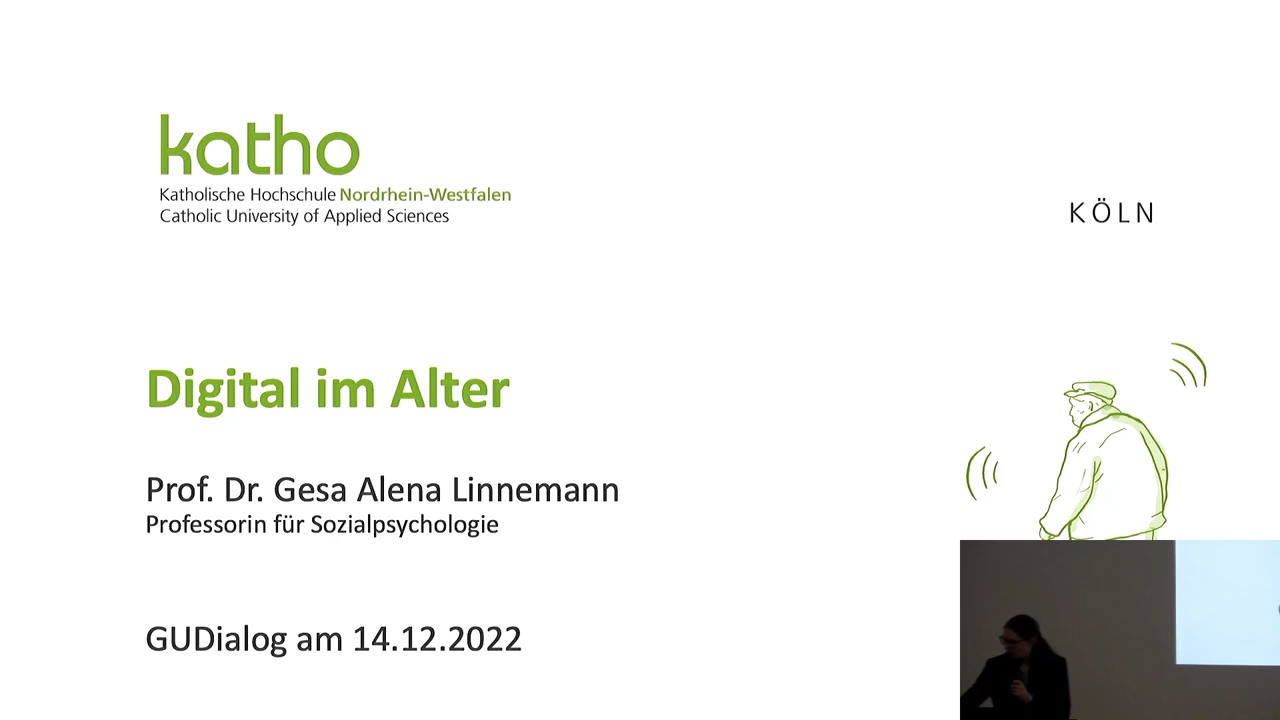 katho
Katholische Hochschule Nordrhein-Westfalen
Catholic University of Applied Sciences
KÖLN
Digital im Alter
Prof. Dr. Gesa Alena Linnemann
Professorin für Sozialpsychologie
GUDialog am 14.12.2022